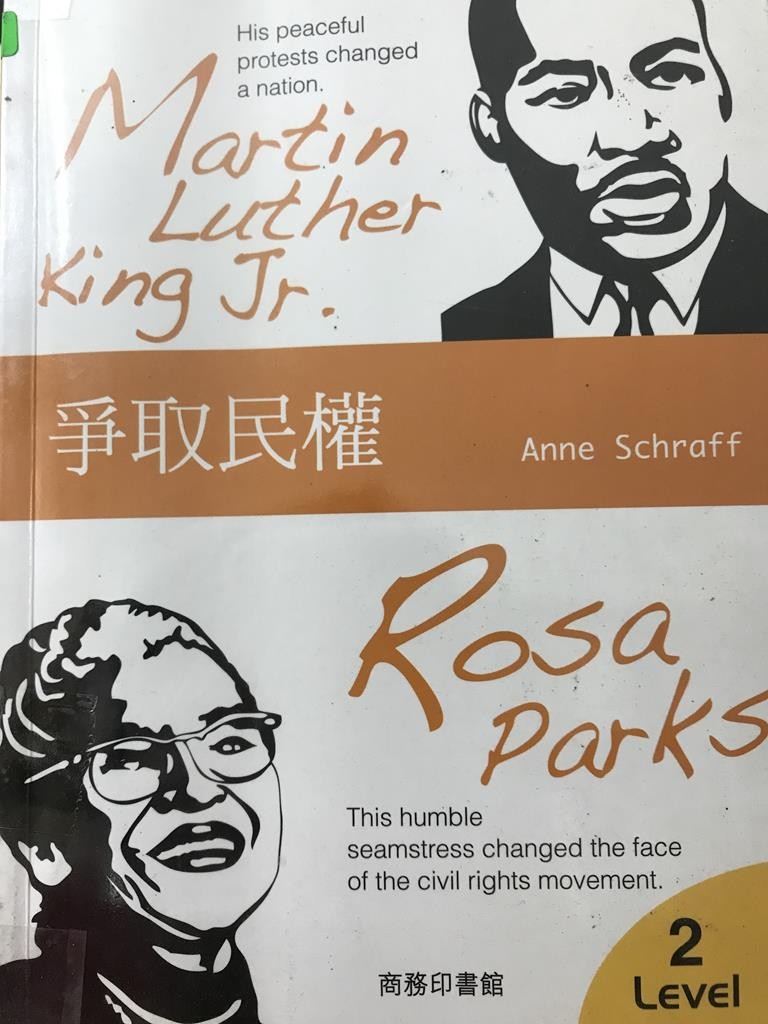 His peaceful
protests changed
a nation.
Martin
Luther
King Jr.
爭取民權
Anne Schraff
Rosa
Parks
This humble
seamstress changed the face
of the civil rights movement.
2
Level
商務印書館